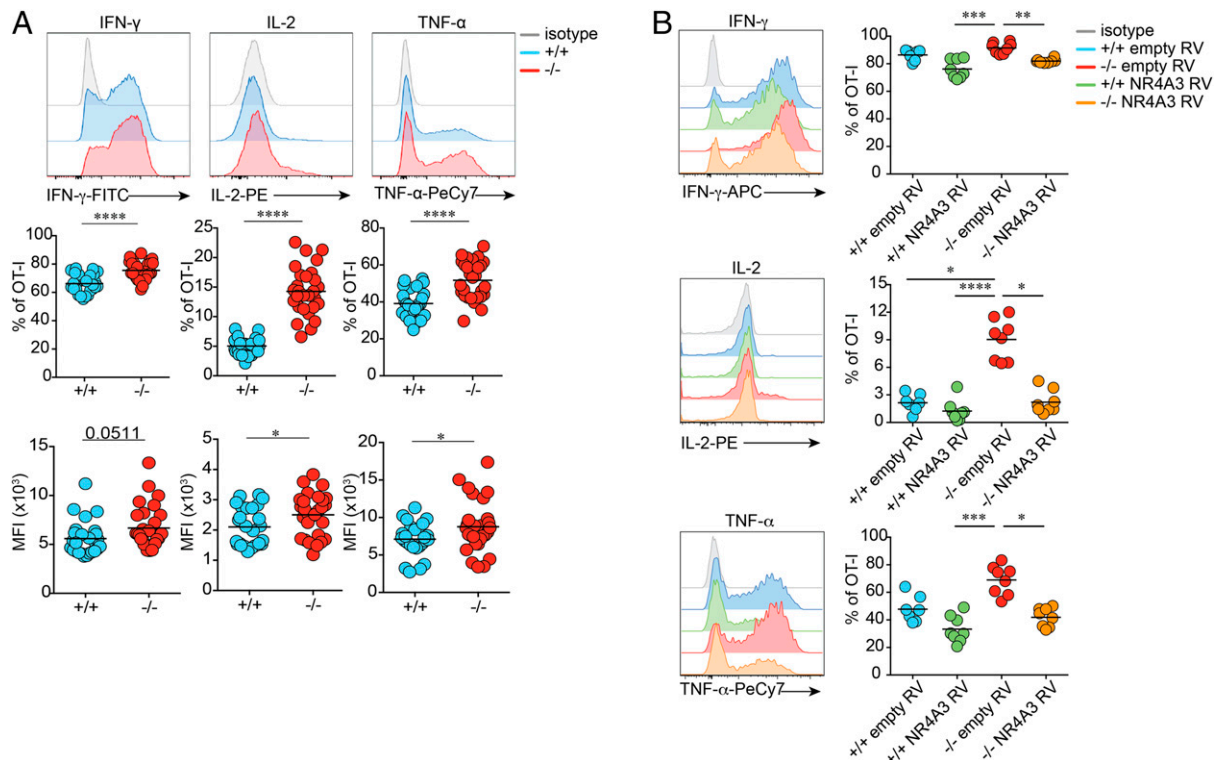 A
IFN-γ
IL-2
TNF-α
isotype
+/+
-/-
IFN-γ-FITC
IL-2-PE
TNF-α-PeCy7
****
****
****
% of OT-I
100
80
60
40
20
0
+/+
-/-
% of OT-I
25
20
15
10
5
0
+/+
-/-
% of OT-I
80
60
40
20
0
+/+
-/-
0.0511
*
*
MFI (x10³)
15
10
5
0
+/+
-/-
MFI (x10³)
5
4
3
2
1
0
+/+
-/-
MFI (x10³)
20
15
10
5
0
+/+
-/-
B
IFN-γ
IFN-γ-APC
***
**
% of OT-I
100
80
60
40
20
0
+/+ empty RV
+/+ NR4A3 RV
-/- empty RV
-/- NR4A3 RV
isotype
+/+ empty RV
-/- empty RV
+/+ NR4A3 RV
-/- NR4A3 RV
IL-2
IL-2-PE
*
****
*
% of OT-I
15
12
9
6
3
0
+/+ empty RV
+/+ NR4A3 RV
-/- empty RV
-/- NR4A3 RV
TNF-α
TNF-α-PeCy7
***
*
% of OT-I
100
80
60
40
20
0
+/+ empty RV
+/+ NR4A3 RV
-/- empty RV
-/- NR4A3 RV